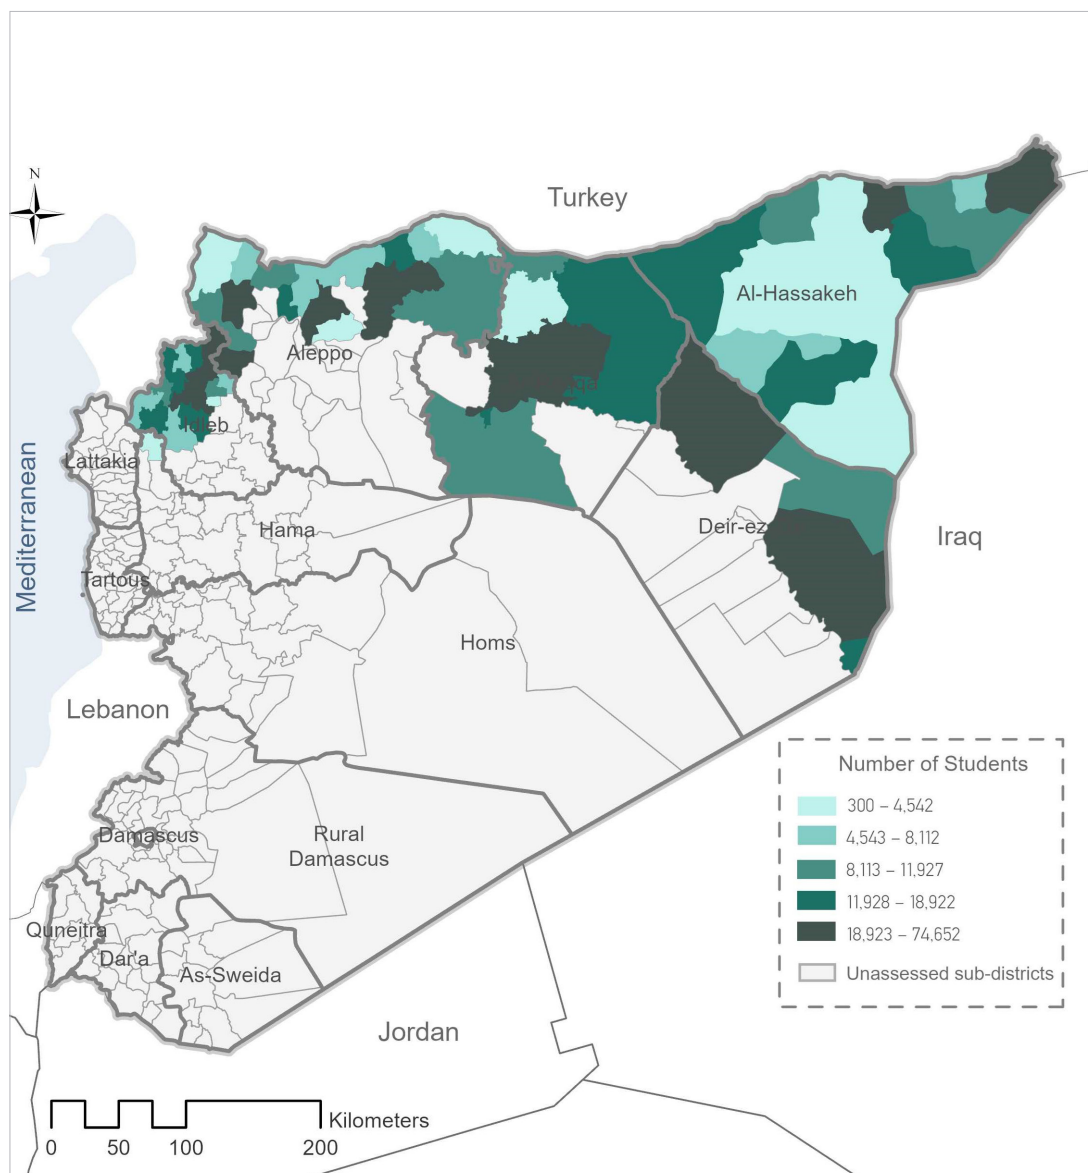 N
Turkey
Al-Hassakeh
Aleppo
Idleb
Lattakia
Mediterranean
Hama
Deir-ez
Iraq
Tartous
Homs
Lebanon
Number of Students
300 – 4,542
4,543 – 8,112
8,113 – 11,927
11,928 – 18,922
18,923 – 74,652
Unassessed sub-districts
Damascus
Rural
Damascus
Quneitra
Dar'a
As-Sweida
Jordan
Kilometers
0 50 100 200